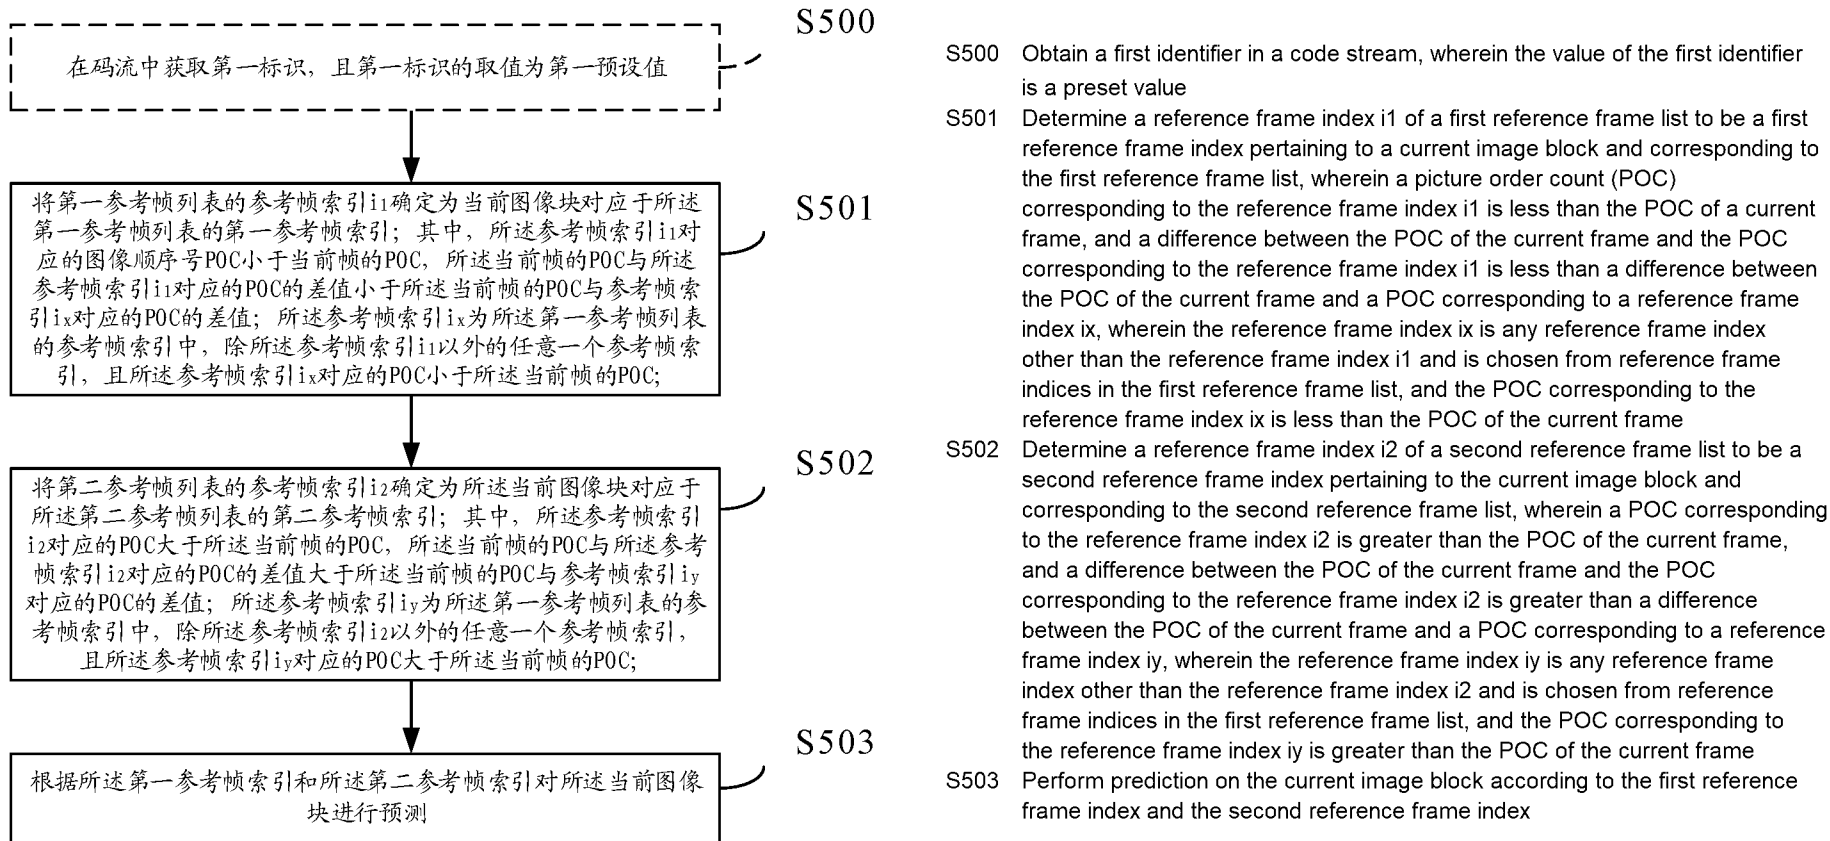 S500
在码流中获取第一标识，且第一标识的取值为第一预设值
S501
将第一参考帧列表的参考帧索引i1确定为当前图像块对应于所述
第一参考帧列表的第一参考帧索引；其中，所述参考帧索引i1对
应的图像顺序号POC小于当前帧的POC，所述当前帧的POC与所述
参考帧索引i1对应的POC的差值小于所述当前帧的POC与参考帧索
引ix对应的POC的差值；所述参考帧索引ix为所述第一参考帧列表
的参考帧索引中，除所述参考帧索引i1以外的任意一个参考帧索
引，且所述参考帧索引ix对应的POC小于所述当前帧的POC;
S502
将第二参考帧列表的参考帧索引i2确定为所述当前图像块对应于
所述第二参考帧列表的第二参考帧索引；其中，所述参考帧索引
i2对应的POC大于所述当前帧的POC，所述当前帧的POC与所述参考
帧索引i2对应的POC的差值大于所述当前帧的POC与参考帧索引iy
对应的POC的差值；所述参考帧索引iy为所述第一参考帧列表的参
考帧索引中，除所述参考帧索引i2以外的任意一个参考帧索引，
且所述参考帧索引iy对应的POC大于所述当前帧的POC;
S503
根据所述第一参考帧索引和所述第二参考帧索引对所述当前图像
块进行预测
S500 Obtain a first identifier in a code stream, wherein the value of the first identifier
is a preset value
S501 Determine a reference frame index i1 of a first reference frame list to be a first
reference frame index pertaining to a current image block and corresponding to
the first reference frame list, wherein a picture order count (POC)
corresponding to the reference frame index i1 is less than the POC of a current
frame, and a difference between the POC of the current frame and the POC
corresponding to the reference frame index i1 is less than a difference between
the POC of the current frame and a POC corresponding to a reference frame
index ix, wherein the reference frame index ix is any reference frame index
other than the reference frame index i1 and is chosen from reference frame
indices in the first reference frame list, and the POC corresponding to the
reference frame index ix is less than the POC of the current frame
S502 Determine a reference frame index i2 of a second reference frame list to be a
second reference frame index pertaining to the current image block and
corresponding to the second reference frame list, wherein a POC corresponding
to the reference frame index i2 is greater than the POC of the current frame,
and a difference between the POC of the current frame and the POC
corresponding to the reference frame index i2 is greater than a difference
between the POC of the current frame and a POC corresponding to a reference
frame index iy, wherein the reference frame index iy is any reference frame
index other than the reference frame index i2 and is chosen from reference
frame indices in the first reference frame list, and the POC corresponding to
the reference frame index iy is greater than the POC of the current frame
S503 Perform prediction on the current image block according to the first reference
frame index and the second reference frame index